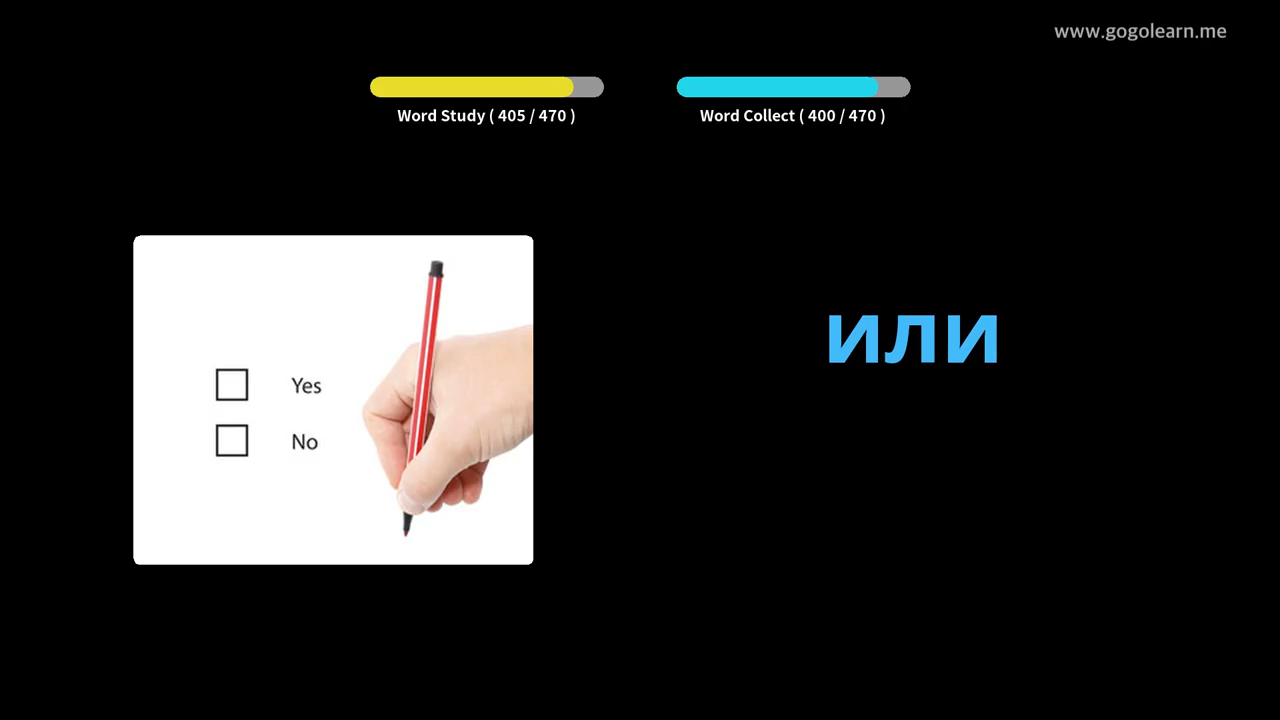 www.gogolearn.me
Word Study ( 405 / 470 )
Word Collect ( 400 / 470 )
Yes
No
или